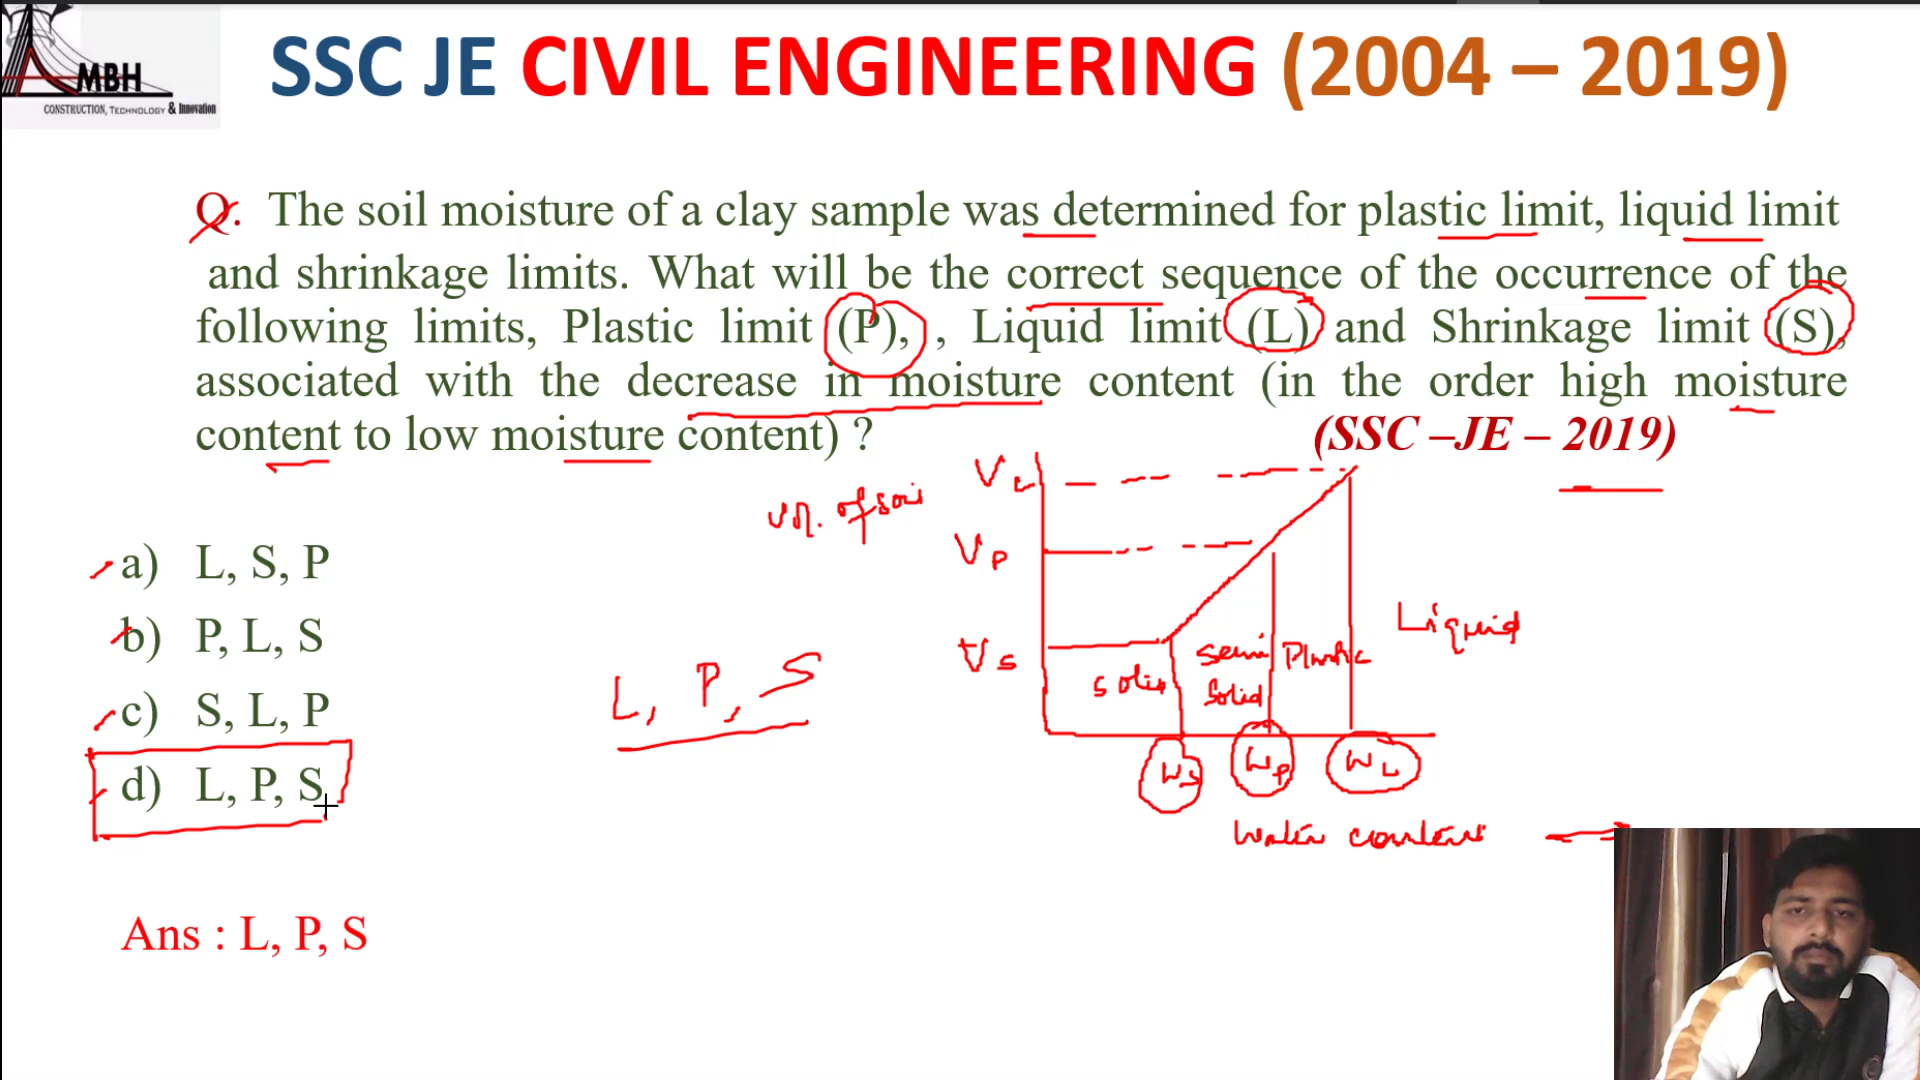 MBH
CONSTRUCTION, TECHNOLOGY & Innovation
SSC JE CIVIL ENGINEERING (2004 – 2019)
Q. The soil moisture of a clay sample was determined for plastic limit, liquid limit
and shrinkage limits. What will be the correct sequence of the occurrence of the
following limits, Plastic limit (P), , Liquid limit (L) and Shrinkage limit (S),
associated with the decrease in moisture content (in the order high moisture
content to low moisture content) ?
(SSC –JE – 2019)
a) L, S, P
b) P, L, S
c) S, L, P
d) L, P, S
L, P, S
Vol. of soil
VL
VP
VS
solid
semi solid
Plastic
Liquid
WS
WP
WL
water content
Ans : L, P, S